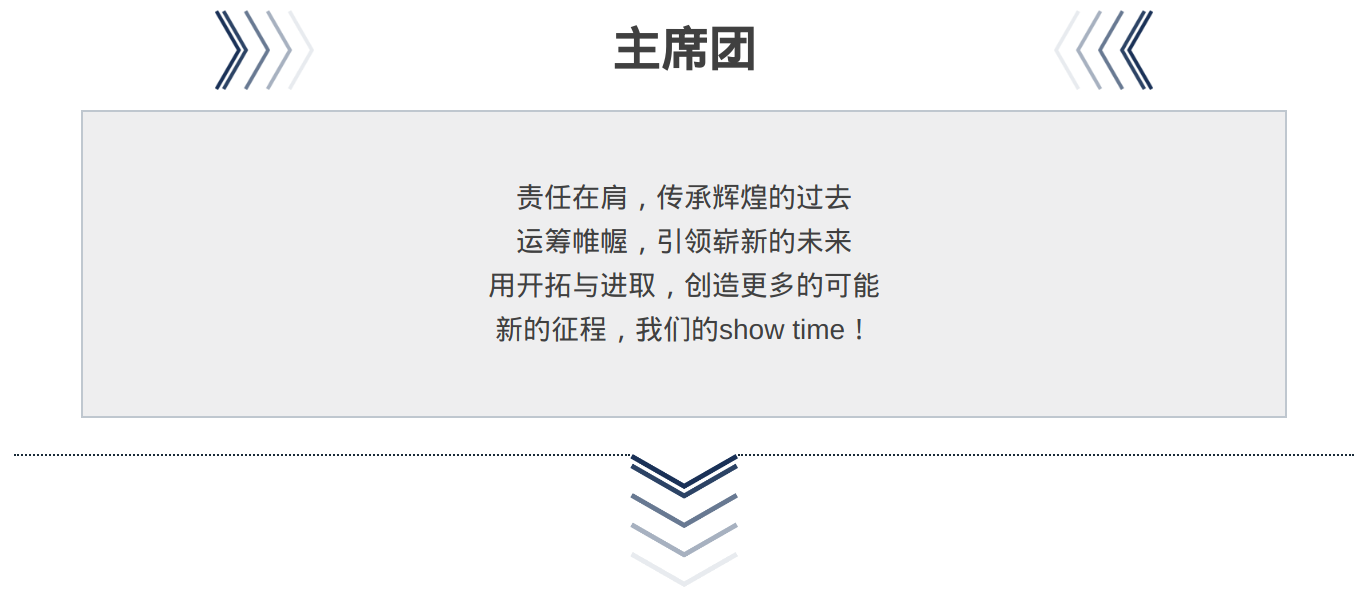 主席团
责任在肩，传承辉煌的过去
运筹帷幄，引领崭新的未来
用开拓与进取，创造更多的可能
新的征程，我们的show time！